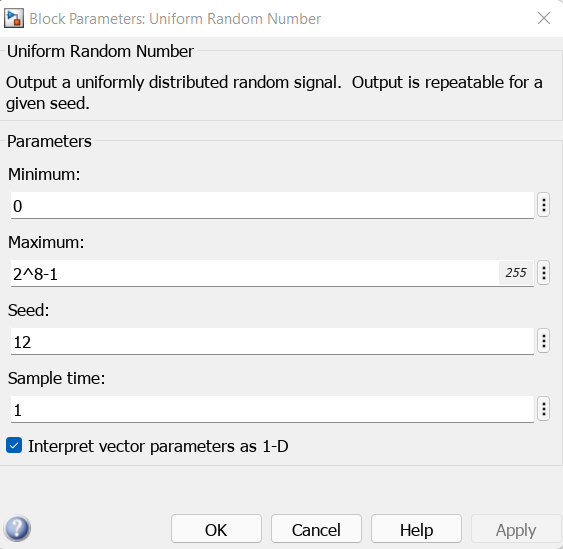 Block Parameters: Uniform Random Number
Uniform Random Number
Output a uniformly distributed random signal.  Output is repeatable for a
given seed.
Parameters
Minimum:
0
Maximum:
2^8-1 255
Seed:
12
Sample time:
1
Interpret vector parameters as 1-D
? OK Cancel Help Apply